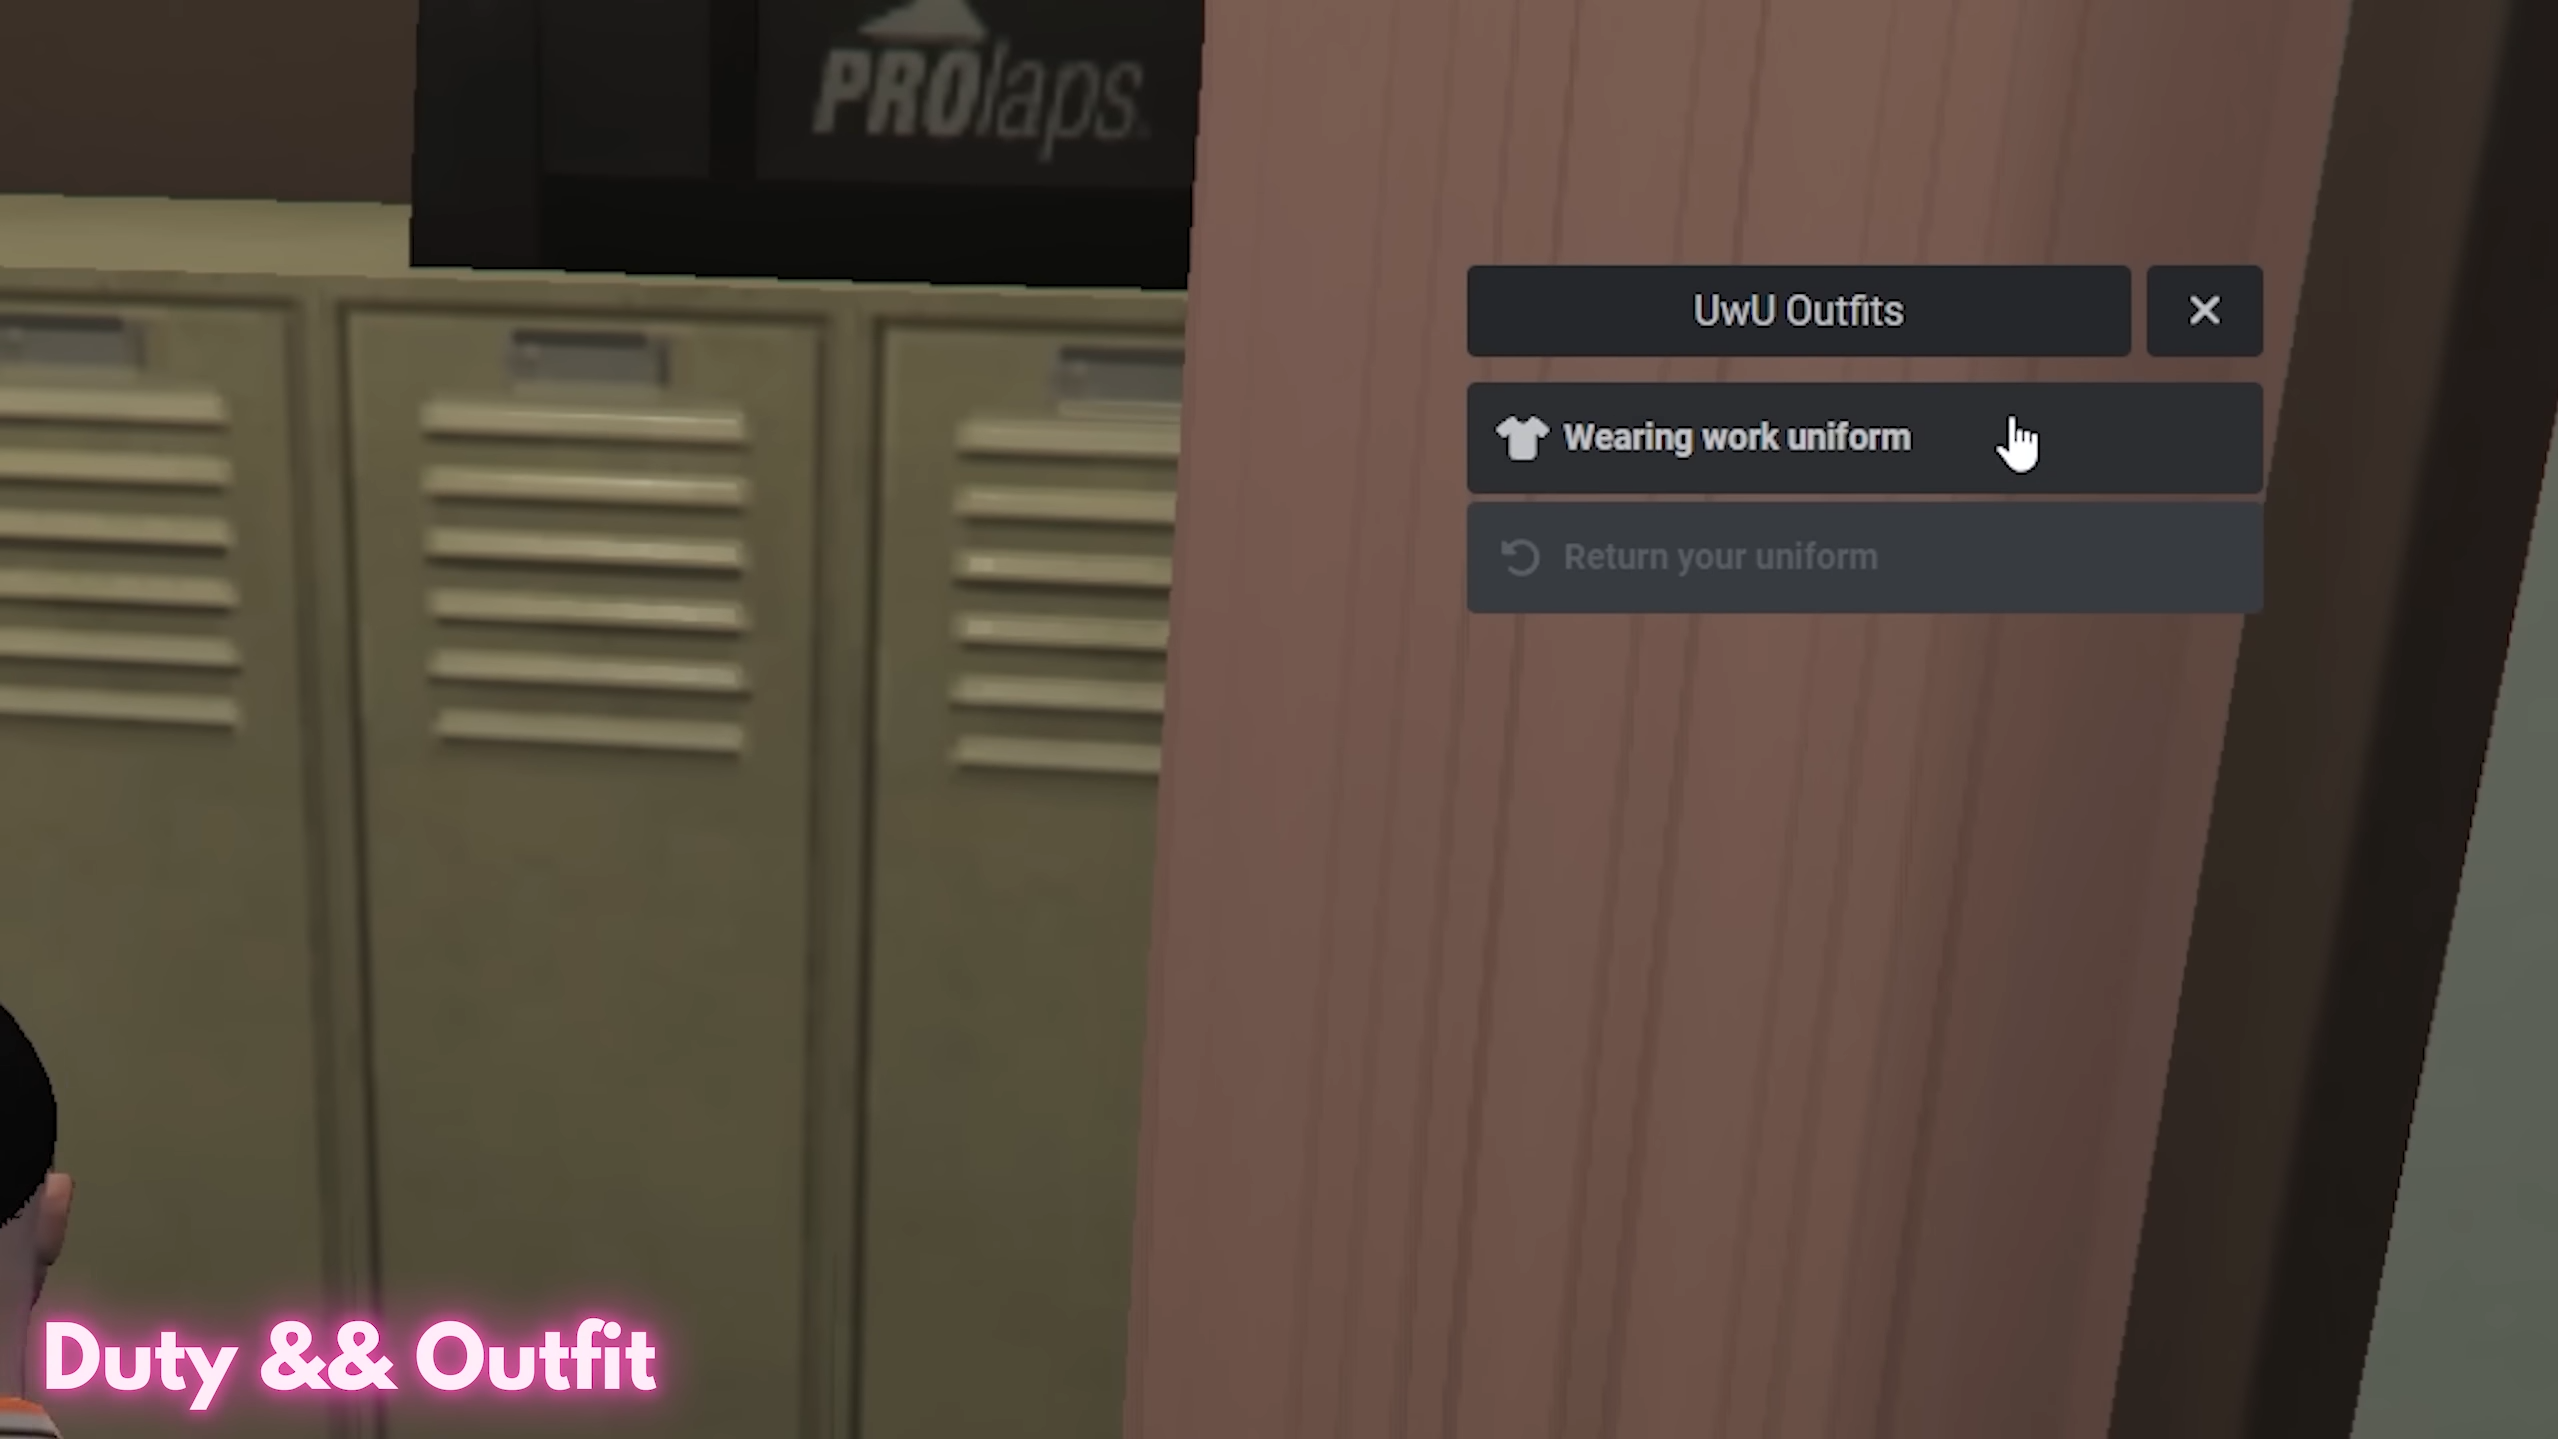 PROlaps.
UwU Outfits
Wearing work uniform
Return your uniform
Duty && Outfit